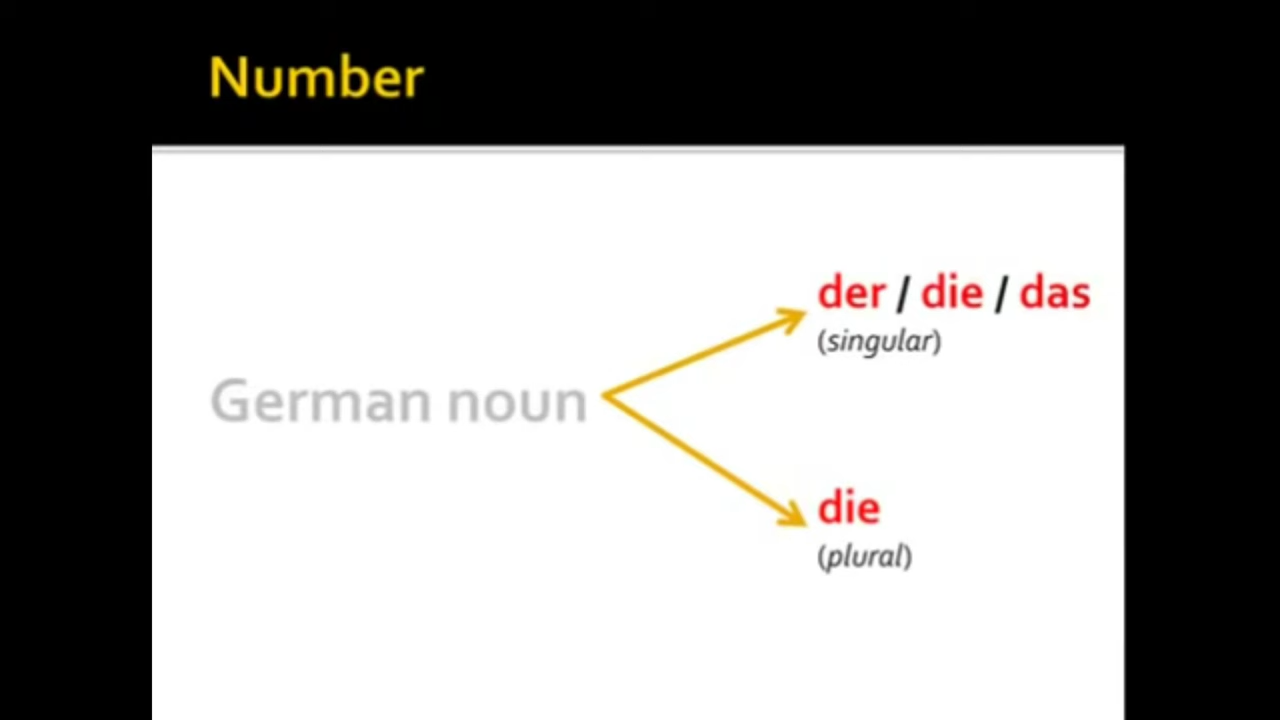 Number
der / die / das
(singular)
German noun
die
(plural)